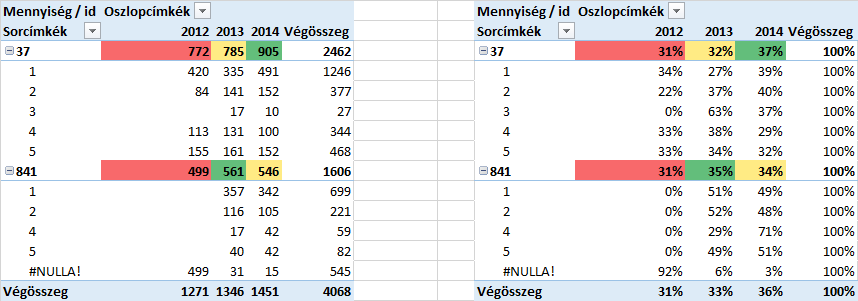 Mennyiség / id Oszlopcímkék Mennyiség / id Oszlopcímkék
Sorcímkék 2012 2013 2014 Végösszeg Sorcímkék 2012 2013 2014 Végösszeg
37 772 785 905 2462 37 31% 32% 37% 100%
1 420 335 491 1246 1 34% 27% 39% 100%
2 84 141 152 377 2 22% 37% 40% 100%
3 17 10 27 3 0% 63% 37% 100%
4 113 131 100 344 4 33% 38% 29% 100%
5 155 161 152 468 5 33% 34% 32% 100%
841 499 561 546 1606 841 31% 35% 34% 100%
1 357 342 699 1 0% 51% 49% 100%
2 116 105 221 2 0% 52% 48% 100%
4 17 42 59 4 0% 29% 71% 100%
5 40 42 82 5 0% 49% 51% 100%
#NULLA! 499 31 15 545 #NULLA! 92% 6% 3% 100%
Végösszeg 1271 1346 1451 4068 Végösszeg 31% 33% 36% 100%